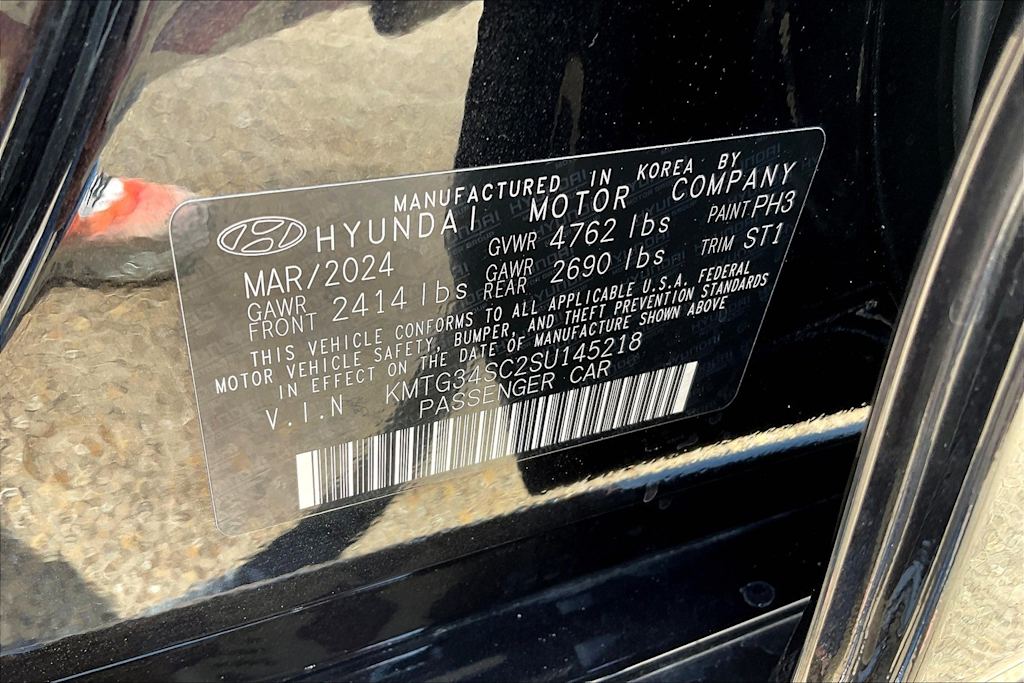 MANUFACTURED IN KOREA BY
HYUNDAI MOTOR COMPANY
MAR/2024 GVWR 4762 lbs PAINT PH3
GAWR FRONT 2414 lbs GAWR REAR 2690 lbs TRIM ST1
THIS VEHICLE CONFORMS TO ALL APPLICABLE U.S.A. FEDERAL
MOTOR VEHICLE SAFETY, BUMPER, AND THEFT PREVENTION STANDARDS
IN EFFECT ON THE DATE OF MANUFACTURE SHOWN ABOVE
V.I.N KMTG34SC2SU145218
PASSENGER CAR